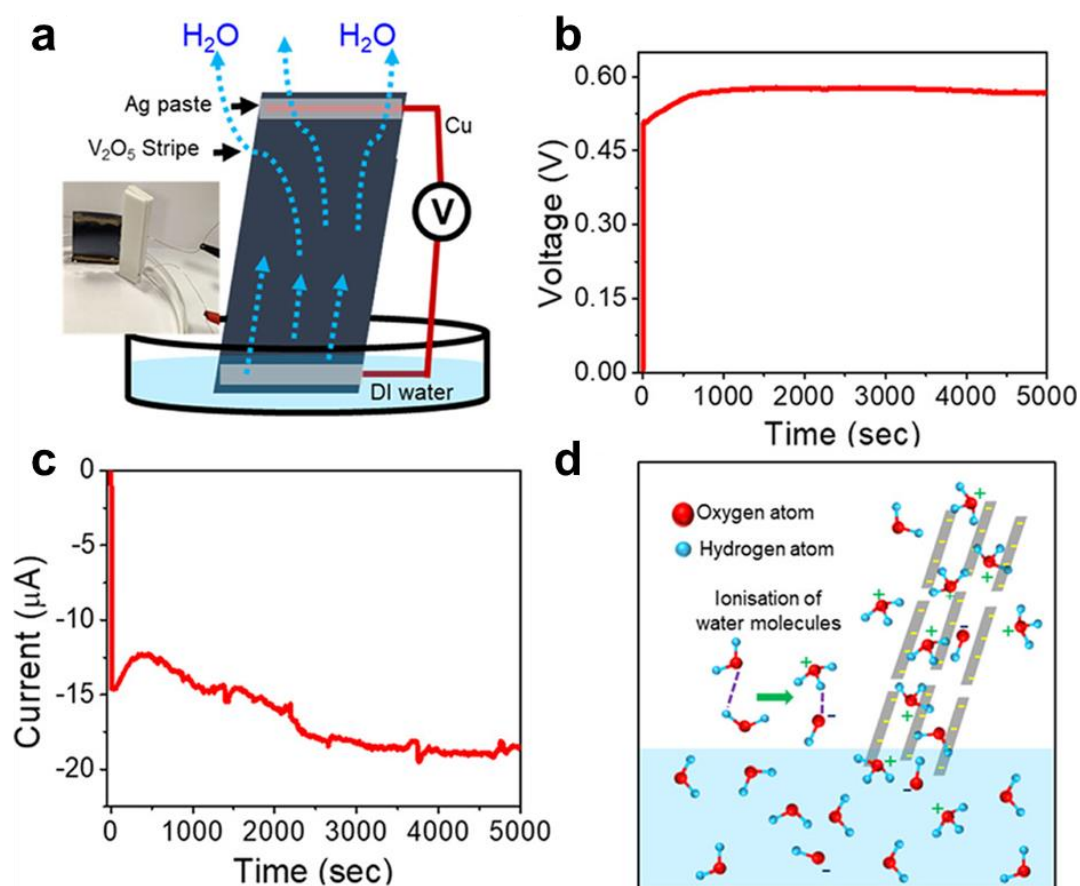 a
H₂O
H₂O
Ag paste
Cu
V₂O₅ Stripe
V
DI water
b
0.60
0.45
0.30
0.15
0.00
Voltage (V)
0 1000 2000 3000 4000 5000
Time (sec)
c
0
-5
-10
-15
-20
Current (μA)
0 1000 2000 3000 4000 5000
Time (sec)
d
Oxygen atom
Hydrogen atom
Ionisation of
water molecules